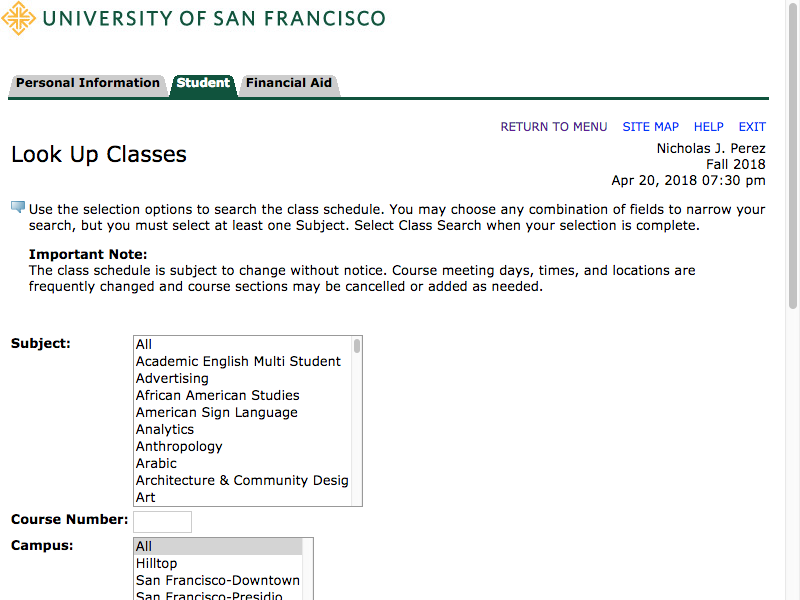 UNIVERSITY OF SAN FRANCISCO
Personal Information Student Financial Aid
RETURN TO MENU SITE MAP HELP EXIT
Look Up Classes
Nicholas J. Perez
Fall 2018
Apr 20, 2018 07:30 pm
Use the selection options to search the class schedule. You may choose any combination of fields to narrow your
search, but you must select at least one Subject. Select Class Search when your selection is complete.
Important Note:
The class schedule is subject to change without notice. Course meeting days, times, and locations are
frequently changed and course sections may be cancelled or added as needed.
Subject:
All
Academic English Multi Student
Advertising
African American Studies
American Sign Language
Analytics
Anthropology
Arabic
Architecture & Community Desig
Art
Course Number:
Campus:
All
Hilltop
San Francisco-Downtown
San Francisco-Presidio